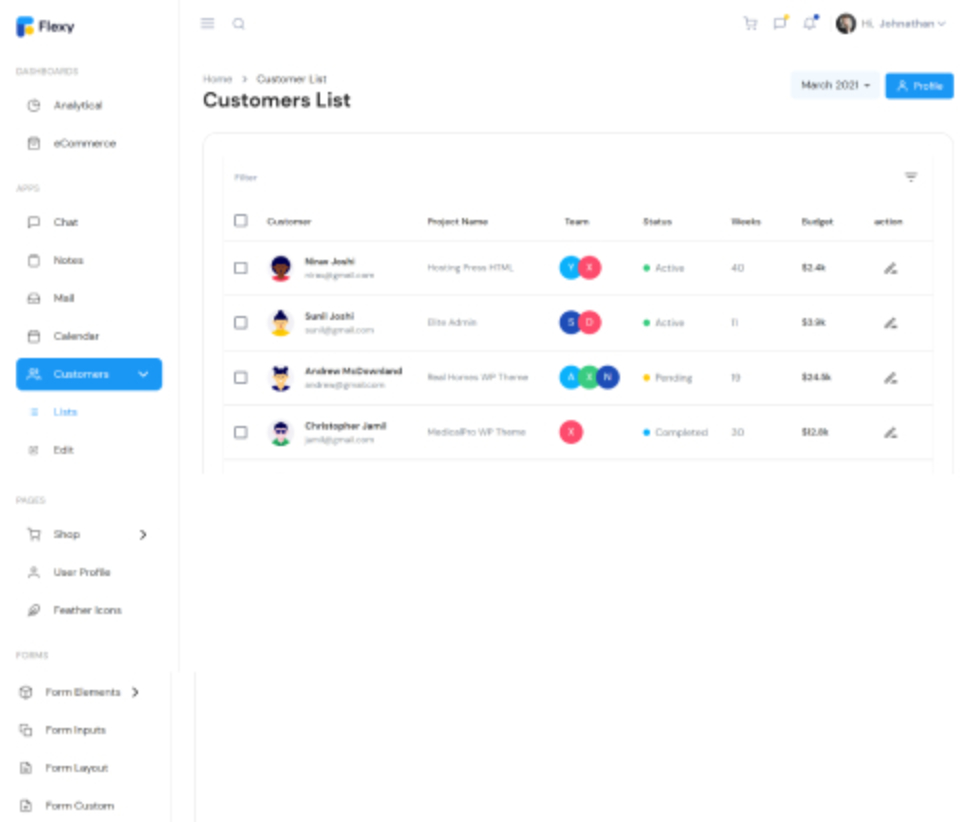 Flexy
Hi, Johnathan
DASHBOARDS
Analytical
eCommerce
APPS
Chat
Notes
Mail
Calendar
Customers
Lists
Edit
PAGES
Shop
User Profile
Feather Icons
FORMS
Form Elements
Form Inputs
Form Layout
Form Custom
Home > Customer List
Customers List
March 2021
Profile
Filter
Customer Project Name Team Status Weeks Budget action
Nirav Joshi
nirav@gmail.com
Hosting Press HTML Y X Active 40 $2.4k
Sunil Joshi
sunil@gmail.com
Elite Admin S D Active 11 $3.9k
Andrew McDownland
andrew@gmail.com
Real Homes WP Theme A X N Pending 19 $24.5k
Christopher Jamil
jamil@gmail.com
MedicalPro WP Theme X Completed 30 $12.8k